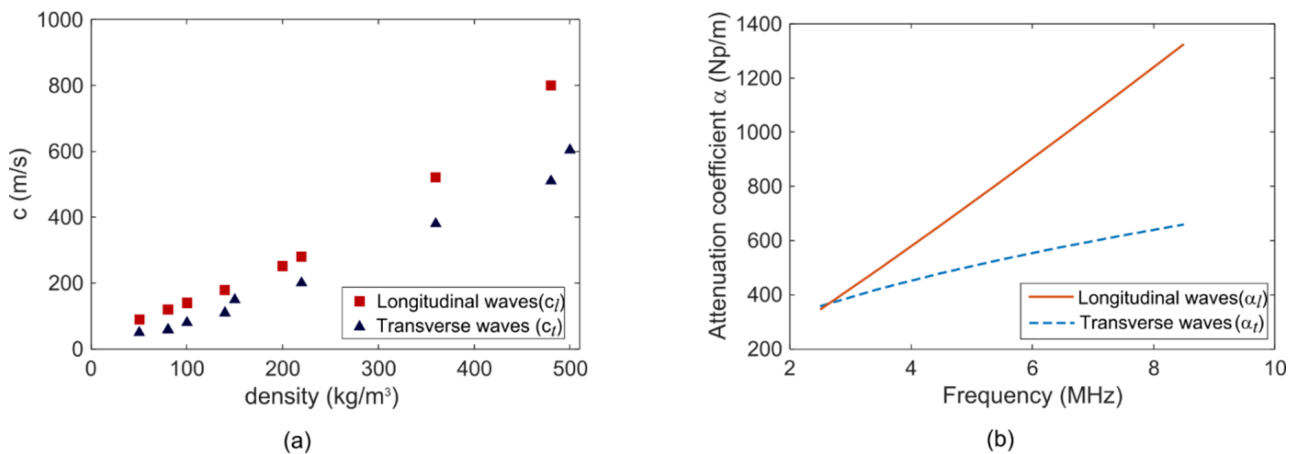 1000
800
600
400
200
0
c (m/s)
Longitudinal waves(cl)
Transverse waves (ct)
0 100 200 300 400 500
density (kg/m³)
(a)
1400
1200
1000
800
600
400
200
Attenuation coefficient α (Np/m)
Longitudinal waves(αl)
Transverse waves(αt)
2 4 6 8 10
Frequency (MHz)
(b)